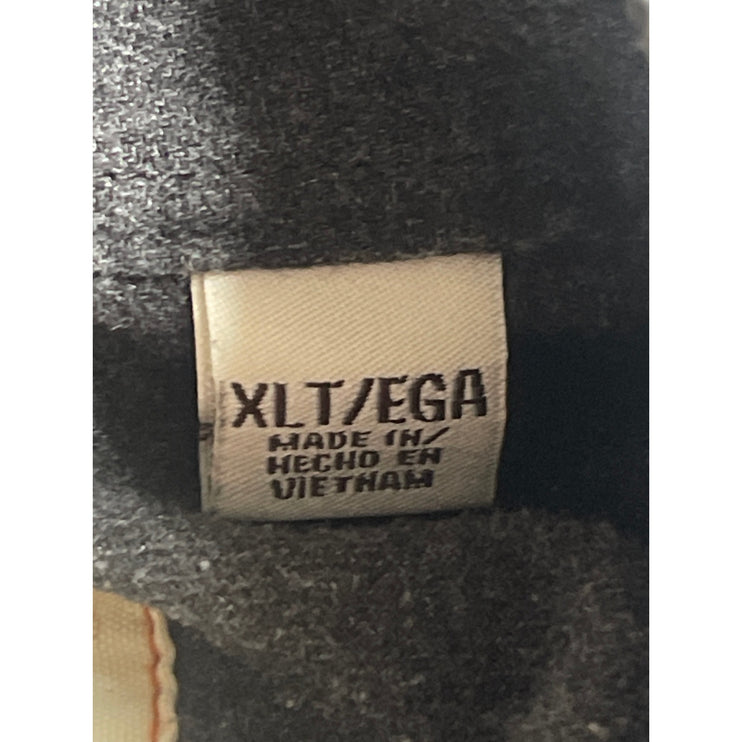 XLT/EGA
MADE IN/
HECHO EN
VIETNAM